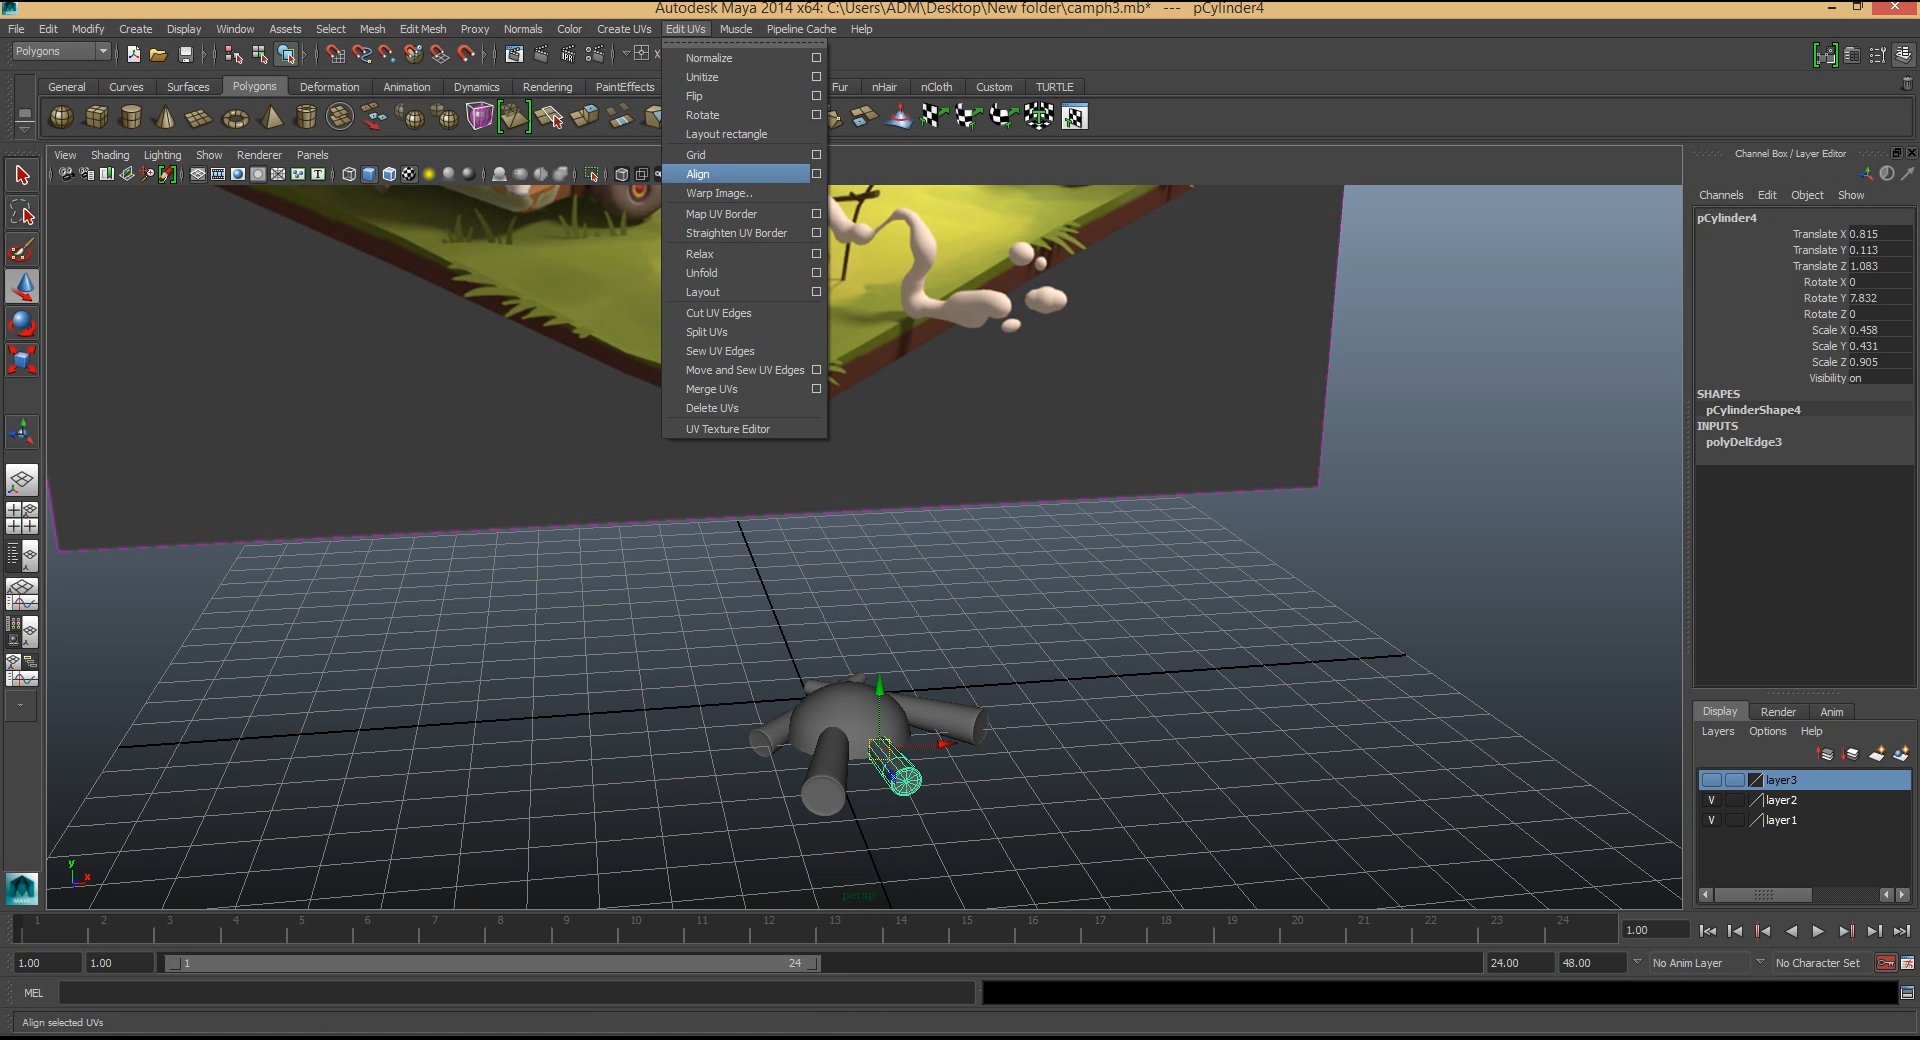 Autodesk Maya 2014 x64: C:\Users\ADM\Desktop\New folder\camph3.mb*   ---   pCylinder4
File Edit Modify Create Display Window Assets Select Mesh Edit Mesh Proxy Normals Color Create UVs Edit UVs Muscle Pipeline Cache Help
Polygons
General Curves Surfaces Polygons Deformation Animation Dynamics Rendering PaintEffects Fur nHair nCloth Custom TURTLE
View Shading Lighting Show Renderer Panels
Normalize
Unitize
Flip
Rotate
Layout rectangle
Grid
Align
Warp Image..
Map UV Border
Straighten UV Border
Relax
Unfold
Layout
Cut UV Edges
Split UVs
Sew UV Edges
Move and Sew UV Edges
Merge UVs
Delete UVs
UV Texture Editor
Channel Box / Layer Editor
Channels Edit Object Show
pCylinder4
Translate X 0.815
Translate Y 0.113
Translate Z 1.083
Rotate X 0
Rotate Y 7.832
Rotate Z 0
Scale X 0.458
Scale Y 0.431
Scale Z 0.905
Visibility on
SHAPES
pCylinderShape4
INPUTS
polyDelEdge3
Display Render Anim
Layers Options Help
layer3
V layer2
V layer1
y
x
persp
1 2 3 4 5 6 7 8 9 10 11 12 13 14 15 16 17 18 19 20 21 22 23 24
1.00
1.00 1.00 1 24 24.00 48.00 No Anim Layer No Character Set
MEL
Align selected UVs